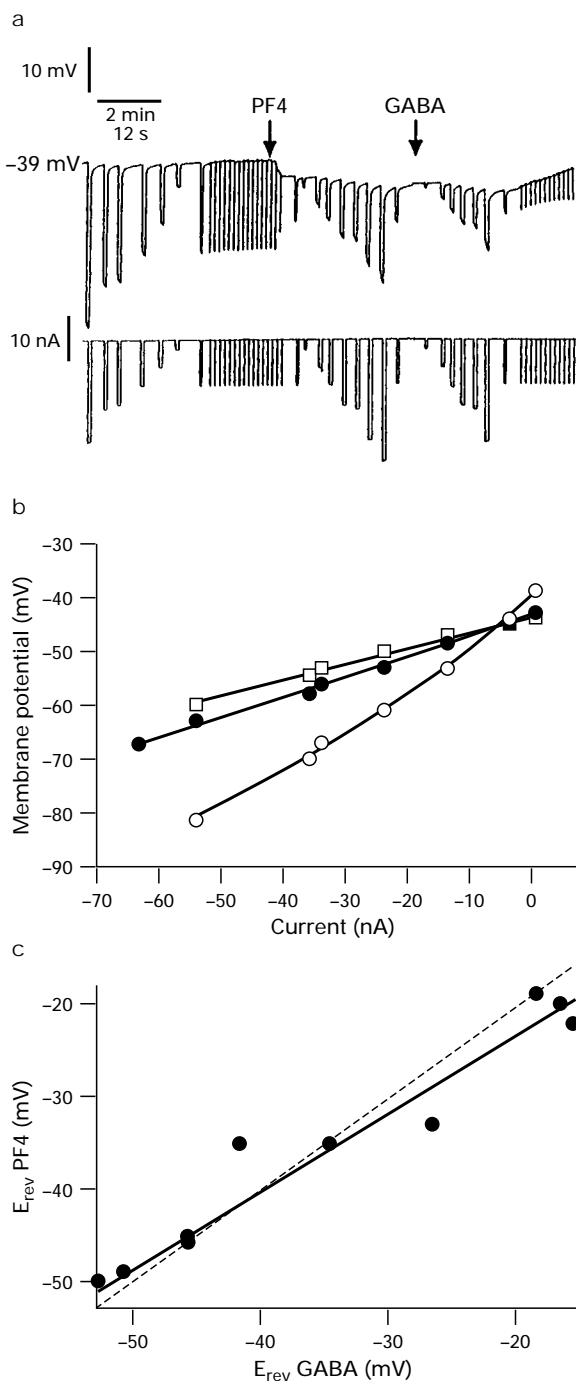 a
10 mV
2 min
12 s
PF4
GABA
–39 mV
10 nA
b
–30
–40
–50
–60
–70
–80
–90
Membrane potential (mV)
–70
–60
–50
–40
–30
–20
–10
0
Current (nA)
c
–20
–30
–40
–50
Erev PF4 (mV)
–50
–40
–30
–20
Erev GABA (mV)